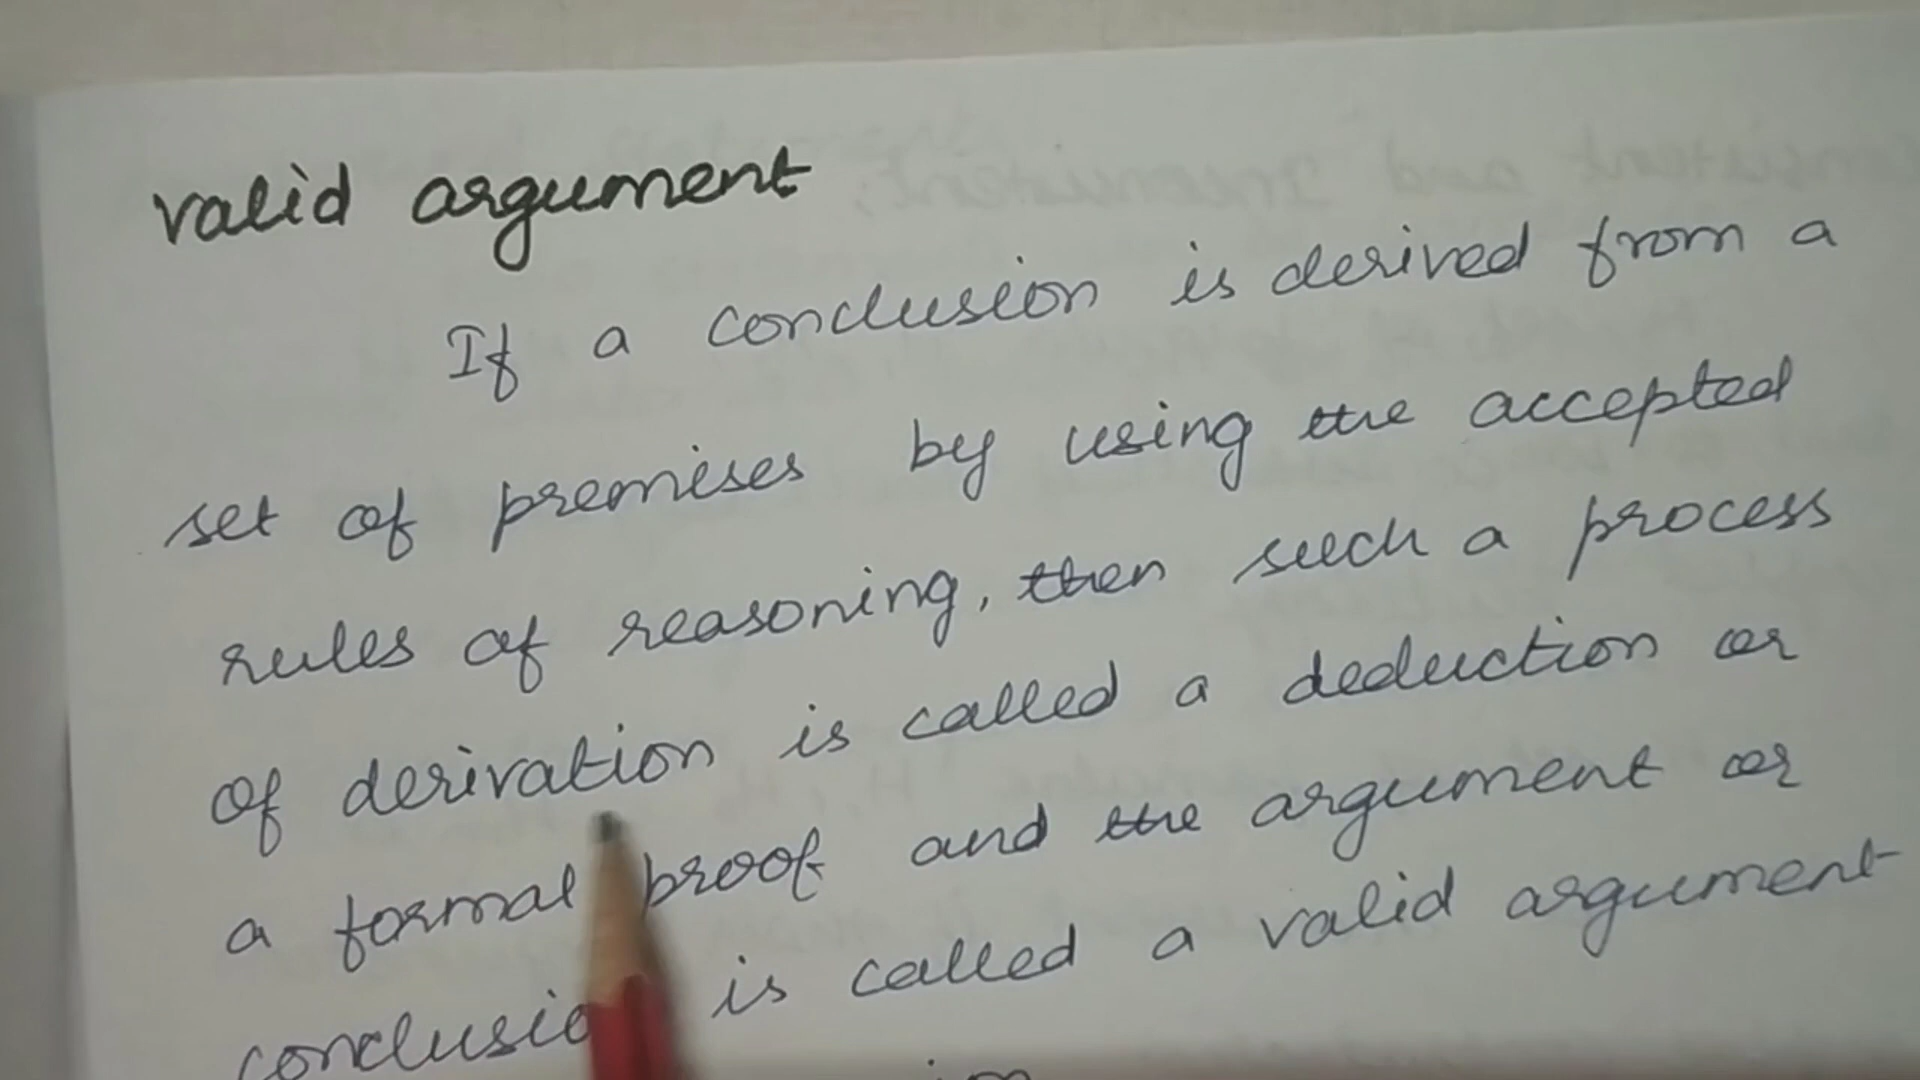 valid argument
If a conclusion is derived from a
set of premises by using the accepted
rules of reasoning, then such a process
of derivation is called a deduction or
a formal proof and the argument or
conclusion is called a valid argument